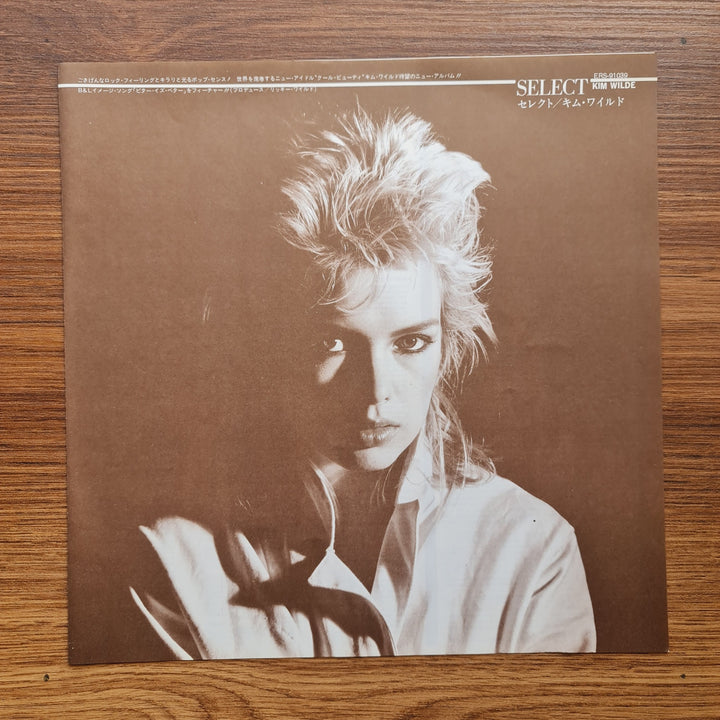 ごきげんなロック・フィーリングとキラリと光るポップ・センス! 世界を席巻するニュー・アイドル"クール・ビューティ"キム・ワイルド待望のニュー・アルバム!!
B&Lイメージ・ソング「ビター・イズ・ベター」をフィーチャー!!(プロデュース/リッキー・ワイルド)
ERS-91039
SELECT KIM WILDE
セレクト/キム・ワイルド